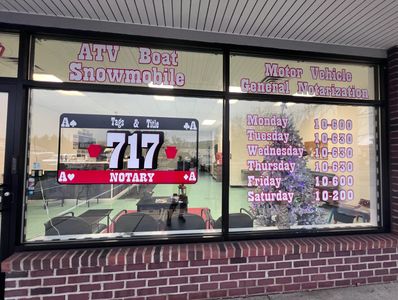 ATV Boat
Snowmobile
Motor Vehicle
General Notarization
A A
Tags & Title
717
NOTARY
A A
Monday 10-600
Tuesday 10-630
Wednesday 10-630
Thursday 10-630
Friday 10-600
Saturday 10-200